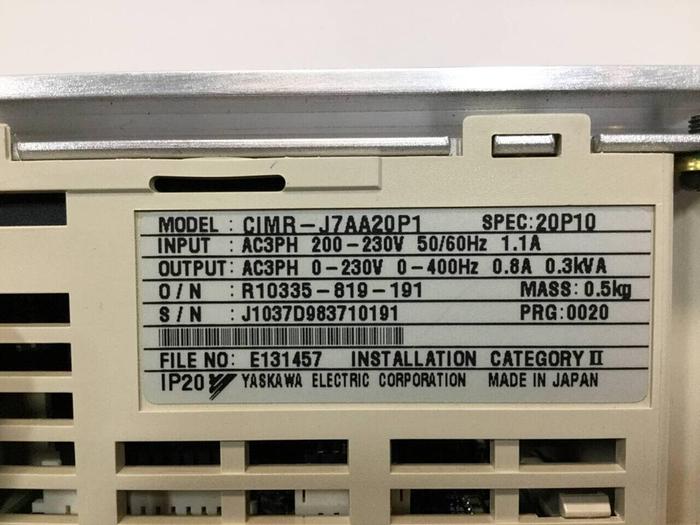 MODEL : CIMR-J7AA20P1 SPEC:20P10
INPUT : AC3PH 200-230V 50/60Hz 1.1A
OUTPUT: AC3PH 0-230V 0-400Hz 0.8A 0.3kVA
O/N : R10335-819-191 MASS:0.5kg
S/N : J1037D983710191 PRG:0020
FILE NO: E131457 INSTALLATION CATEGORY II
IP20 YASKAWA ELECTRIC CORPORATION MADE IN JAPAN